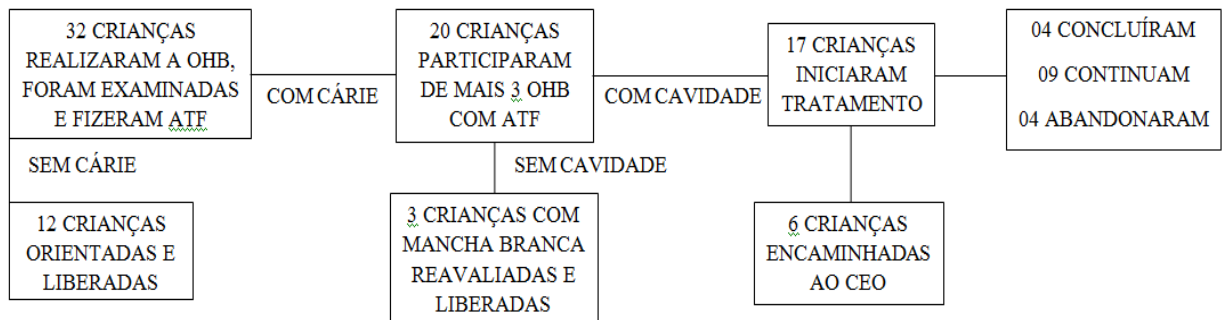 32 CRIANÇAS
REALIZARAM A OHB,
FORAM EXAMINADAS
E FIZERAM ATF
COM CÁRIE
20 CRIANÇAS
PARTICIPARAM
DE MAIS 3 OHB
COM ATF
COM CAVIDADE
17 CRIANÇAS
INICIARAM
TRATAMENTO
04 CONCLUÍRAM
09 CONTINUAM
04 ABANDONARAM
SEM CÁRIE
12 CRIANÇAS
ORIENTADAS E
LIBERADAS
SEM CAVIDADE
3 CRIANÇAS COM
MANCHA BRANCA
REAVALIADAS E
LIBERADAS
6 CRIANÇAS
ENCAMINHADAS
AO CEO